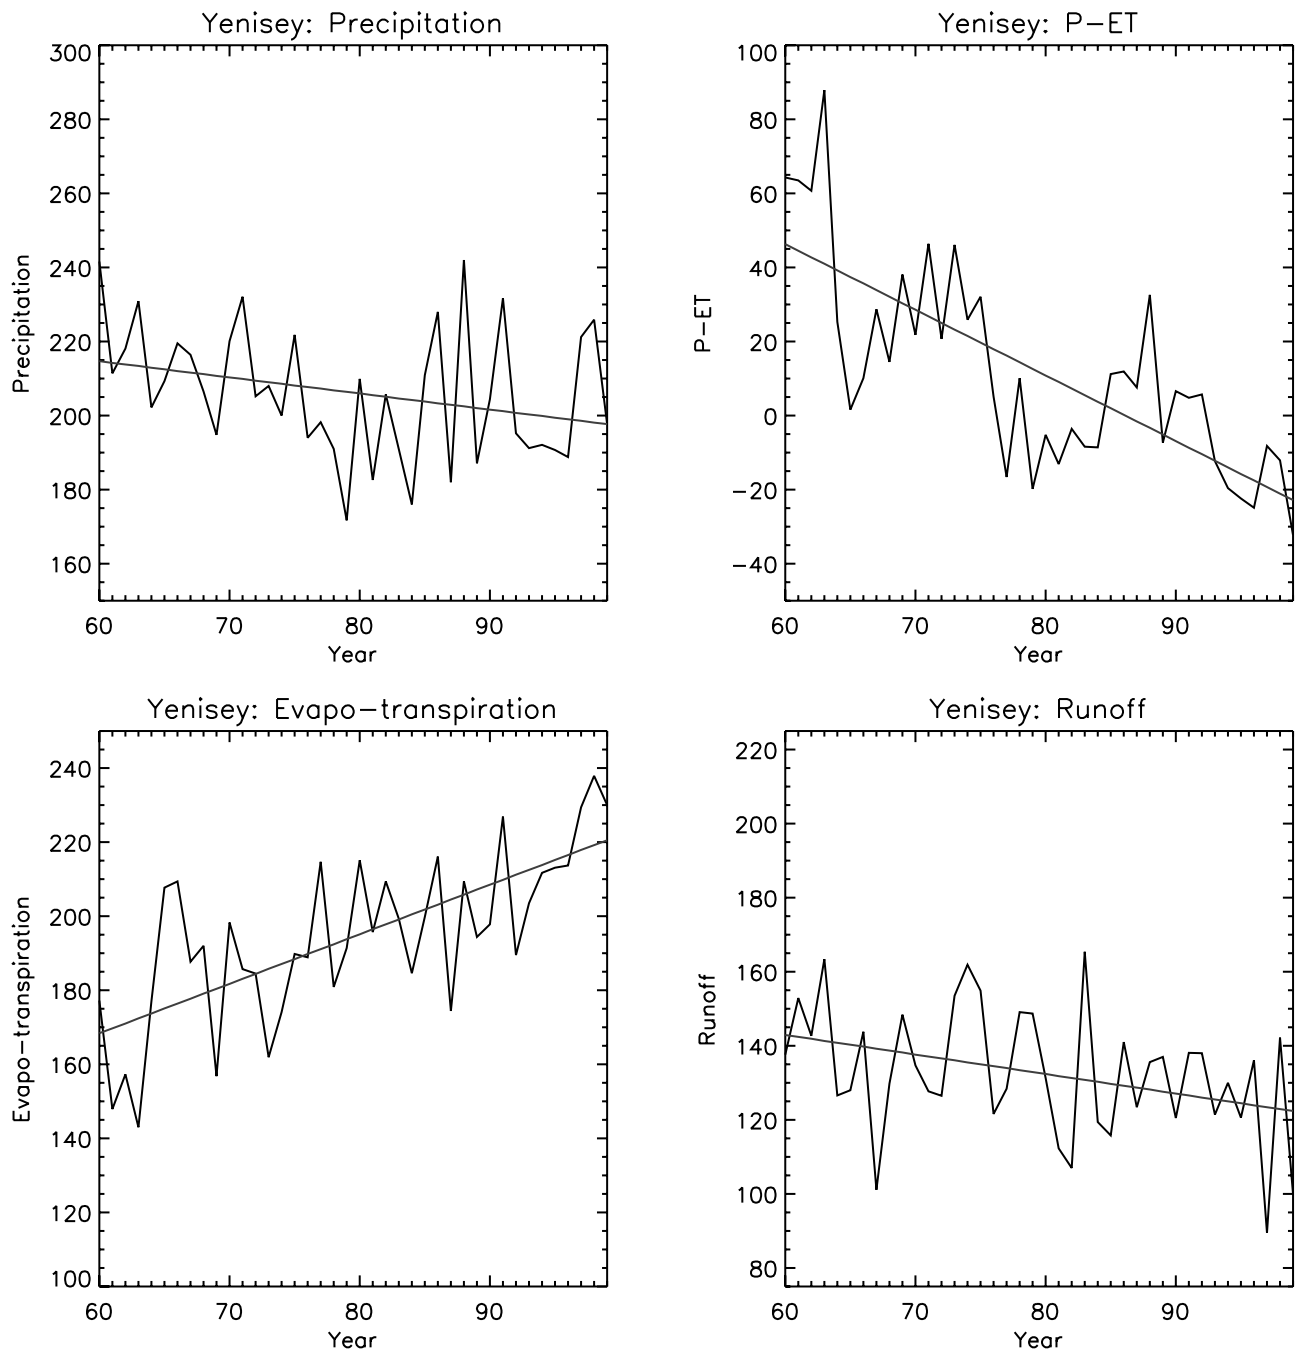 Yenisey: Precipitation
300
280
260
240
220
200
180
160
Precipitation
60 70 80 90
Year
Yenisey: P−ET
100
80
60
40
20
0
−20
−40
P−ET
60 70 80 90
Year
Yenisey: Evapo−transpiration
240
220
200
180
160
140
120
100
Evapo−transpiration
60 70 80 90
Year
Yenisey: Runoff
220
200
180
160
140
120
100
80
Runoff
60 70 80 90
Year